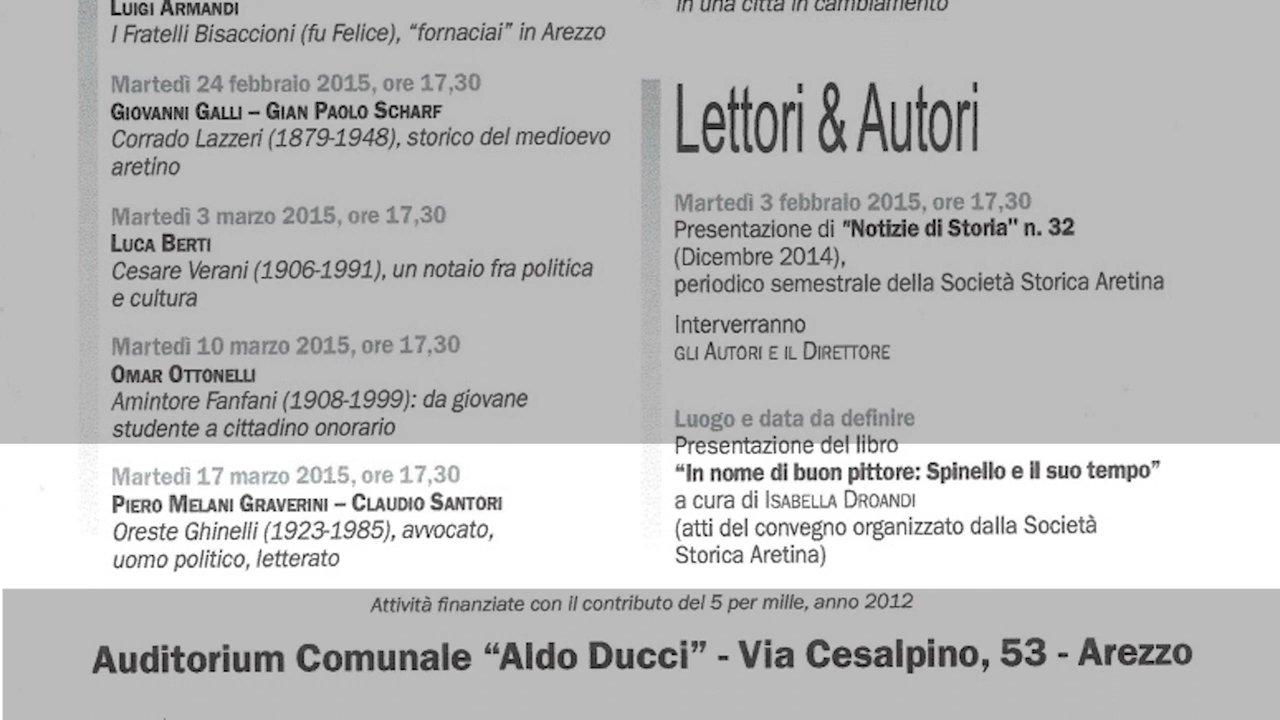 LUIGI ARMANDI
I Fratelli Bisaccioni (fu Felice), “fornaciai” in Arezzo
Martedì 24 febbraio 2015, ore 17,30
GIOVANNI GALLI – GIAN PAOLO SCHARF
Corrado Lazzeri (1879-1948), storico del medioevo
aretino
Martedì 3 marzo 2015, ore 17,30
LUCA BERTI
Cesare Verani (1906-1991), un notaio fra politica
e cultura
Martedì 10 marzo 2015, ore 17,30
OMAR OTTONELLI
Amintore Fanfani (1908-1999): da giovane
studente a cittadino onorario
Martedì 17 marzo 2015, ore 17,30
PIERO MELANI GRAVERINI – CLAUDIO SANTORI
Oreste Ghinelli (1923-1985), avvocato,
uomo politico, letterato
in una città in cambiamento
Lettori & Autori
Martedì 3 febbraio 2015, ore 17,30
Presentazione di "Notizie di Storia" n. 32
(Dicembre 2014),
periodico semestrale della Società Storica Aretina
Interverranno
GLI AUTORI E IL DIRETTORE
Luogo e data da definire
Presentazione del libro
“In nome di buon pittore: Spinello e il suo tempo”
a cura di ISABELLA DROANDI
(atti del convegno organizzato dalla Società
Storica Aretina)
Attività finanziate con il contributo del 5 per mille, anno 2012
Auditorium Comunale “Aldo Ducci” - Via Cesalpino, 53 - Arezzo